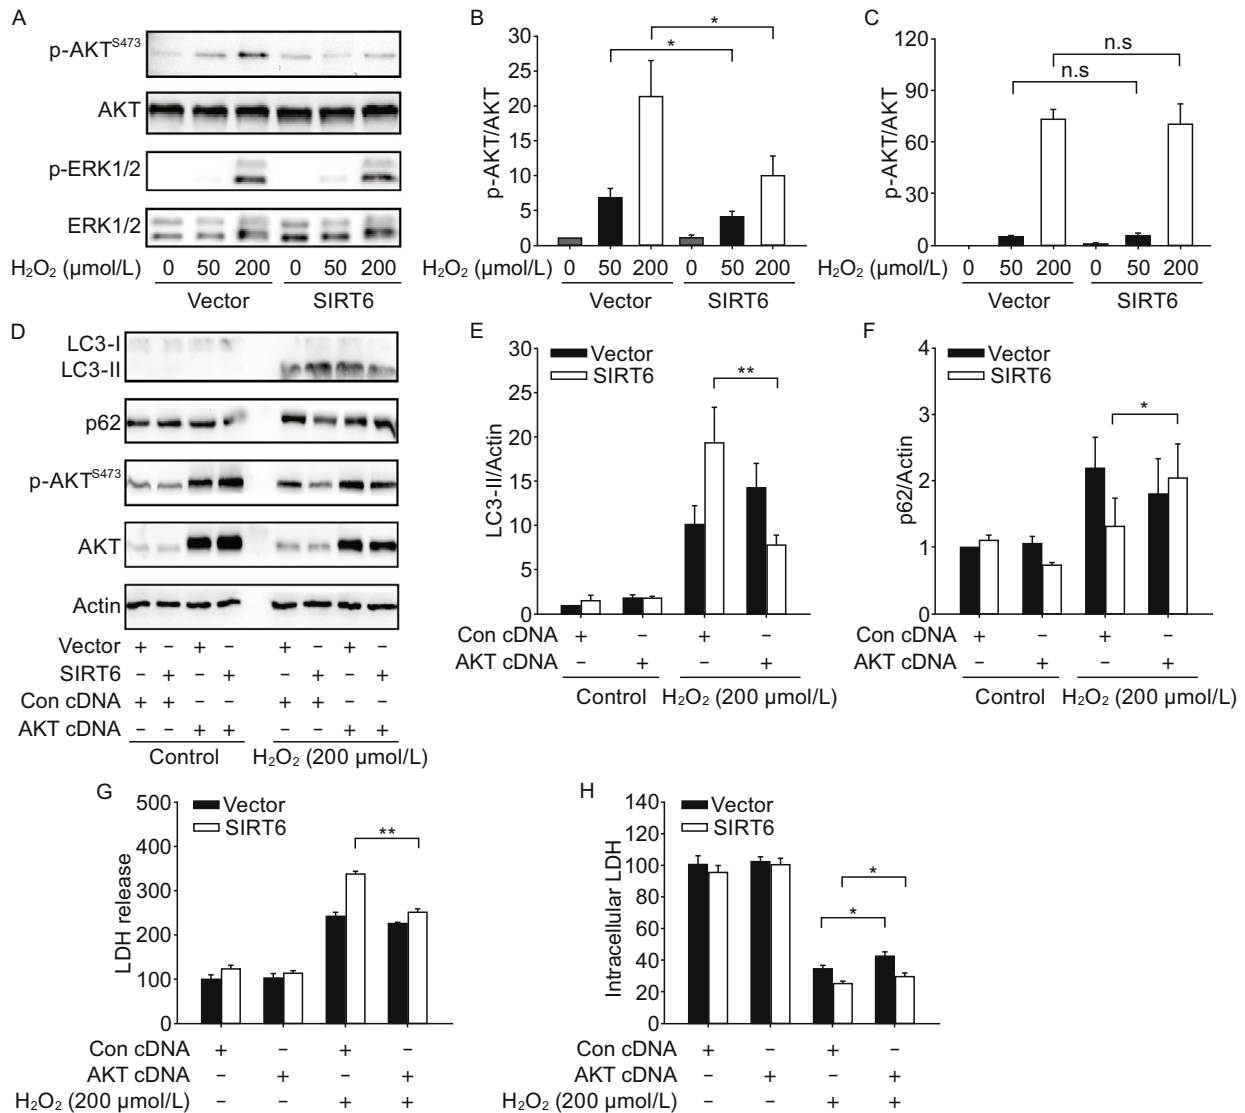 A
p-AKTS473
AKT
p-ERK1/2
ERK1/2
H2O2 (μmol/L) 0 50 200 0 50 200
Vector SIRT6
B
p-AKT/AKT
30
25
20
15
10
5
0
* *
H2O2 (μmol/L) 0 50 200 0 50 200
Vector SIRT6
C
p-AKT/AKT
120
90
60
30
0
n.s
n.s
H2O2 (μmol/L) 0 50 200 0 50 200
Vector SIRT6
D
LC3-I
LC3-II
p62
p-AKTS473
AKT
Actin
Vector + − + − + − + −
SIRT6 − + − + − + − +
Con cDNA + + − − + + − −
AKT cDNA − − + + − − + +
Control H2O2 (200 μmol/L)
E
Vector
SIRT6
LC3-II/Actin
30
25
20
15
10
5
0
**
Con cDNA + − + −
AKT cDNA − + − +
Control H2O2 (200 μmol/L)
F
Vector
SIRT6
p62/Actin
4
3
2
1
0
*
Con cDNA + − + −
AKT cDNA − + − +
Control H2O2 (200 μmol/L)
G
Vector
SIRT6
LDH release
500
400
300
200
100
0
**
Con cDNA + − + −
AKT cDNA − + − +
H2O2 (200 μmol/L) − − + +
H
Vector
SIRT6
Intracellular LDH
140
120
100
80
60
40
20
0
*
*
Con cDNA + − + −
AKT cDNA − + − +
H2O2 (200 μmol/L) − − + +